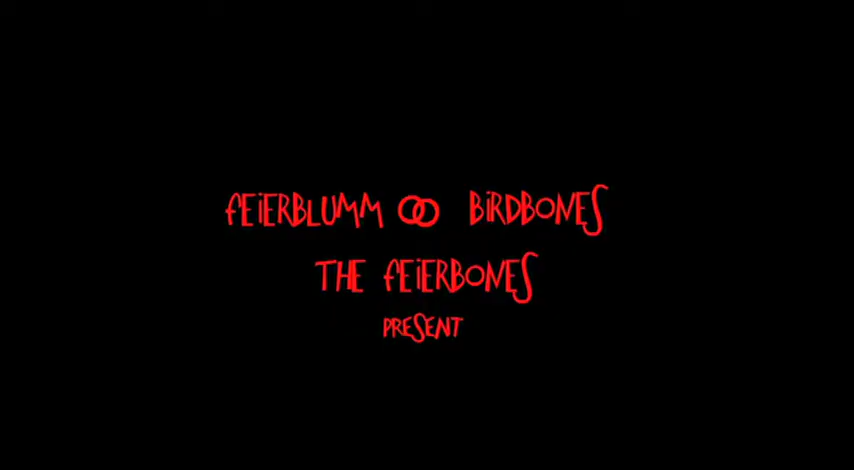 FEiERBLUMM ⚭ BiRDBONES
THE FEiERBONES
PRESENT